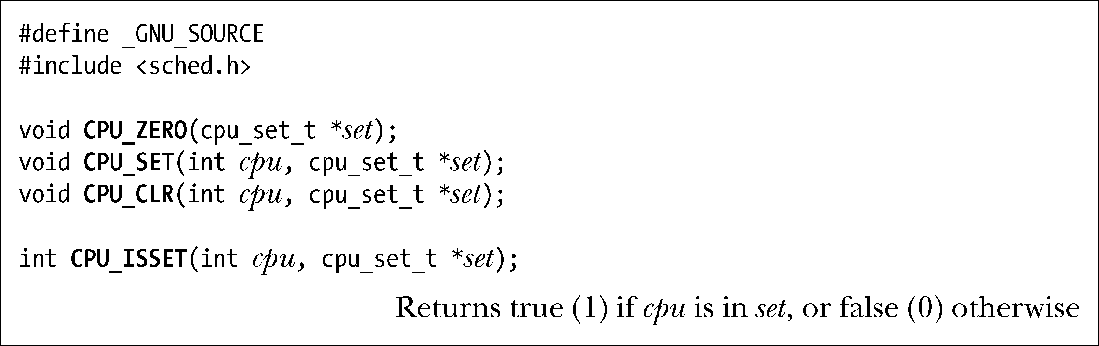 #define _GNU_SOURCE
#include <sched.h>
void CPU_ZERO(cpu_set_t *set);
void CPU_SET(int cpu, cpu_set_t *set);
void CPU_CLR(int cpu, cpu_set_t *set);
int CPU_ISSET(int cpu, cpu_set_t *set);
Returns true (1) if cpu is in set, or false (0) otherwise